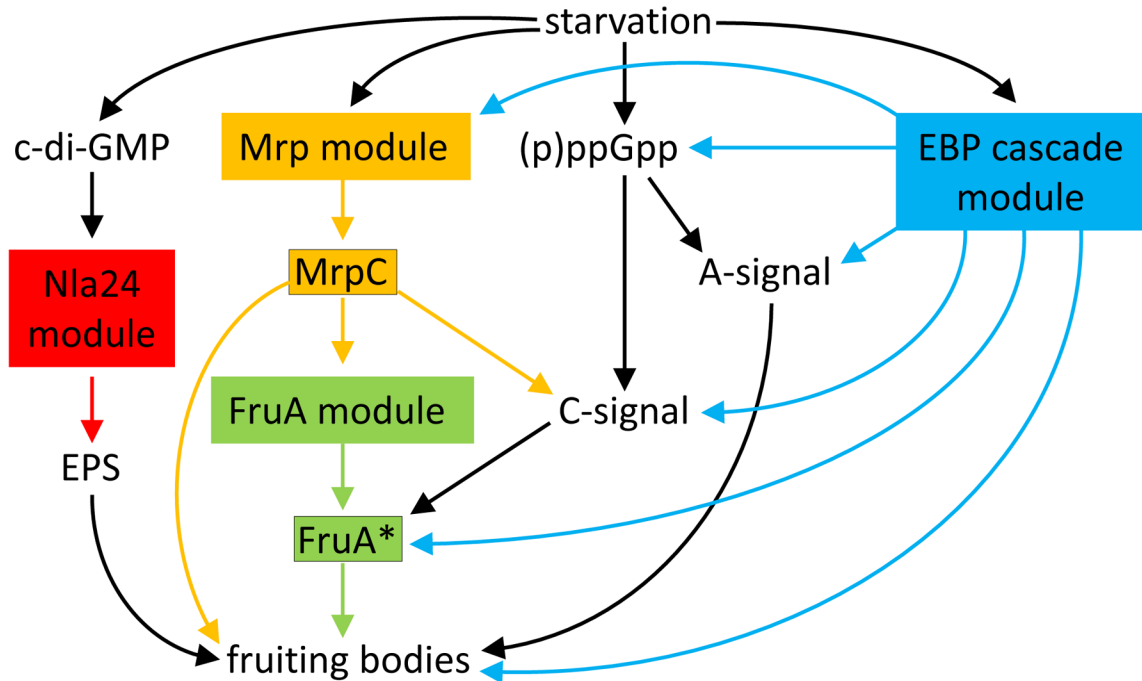 starvation
c-di-GMP
Mrp module
(p)ppGpp
EBP cascade
module
Nla24
module
MrpC
A-signal
FruA module
C-signal
EPS
FruA*
fruiting bodies